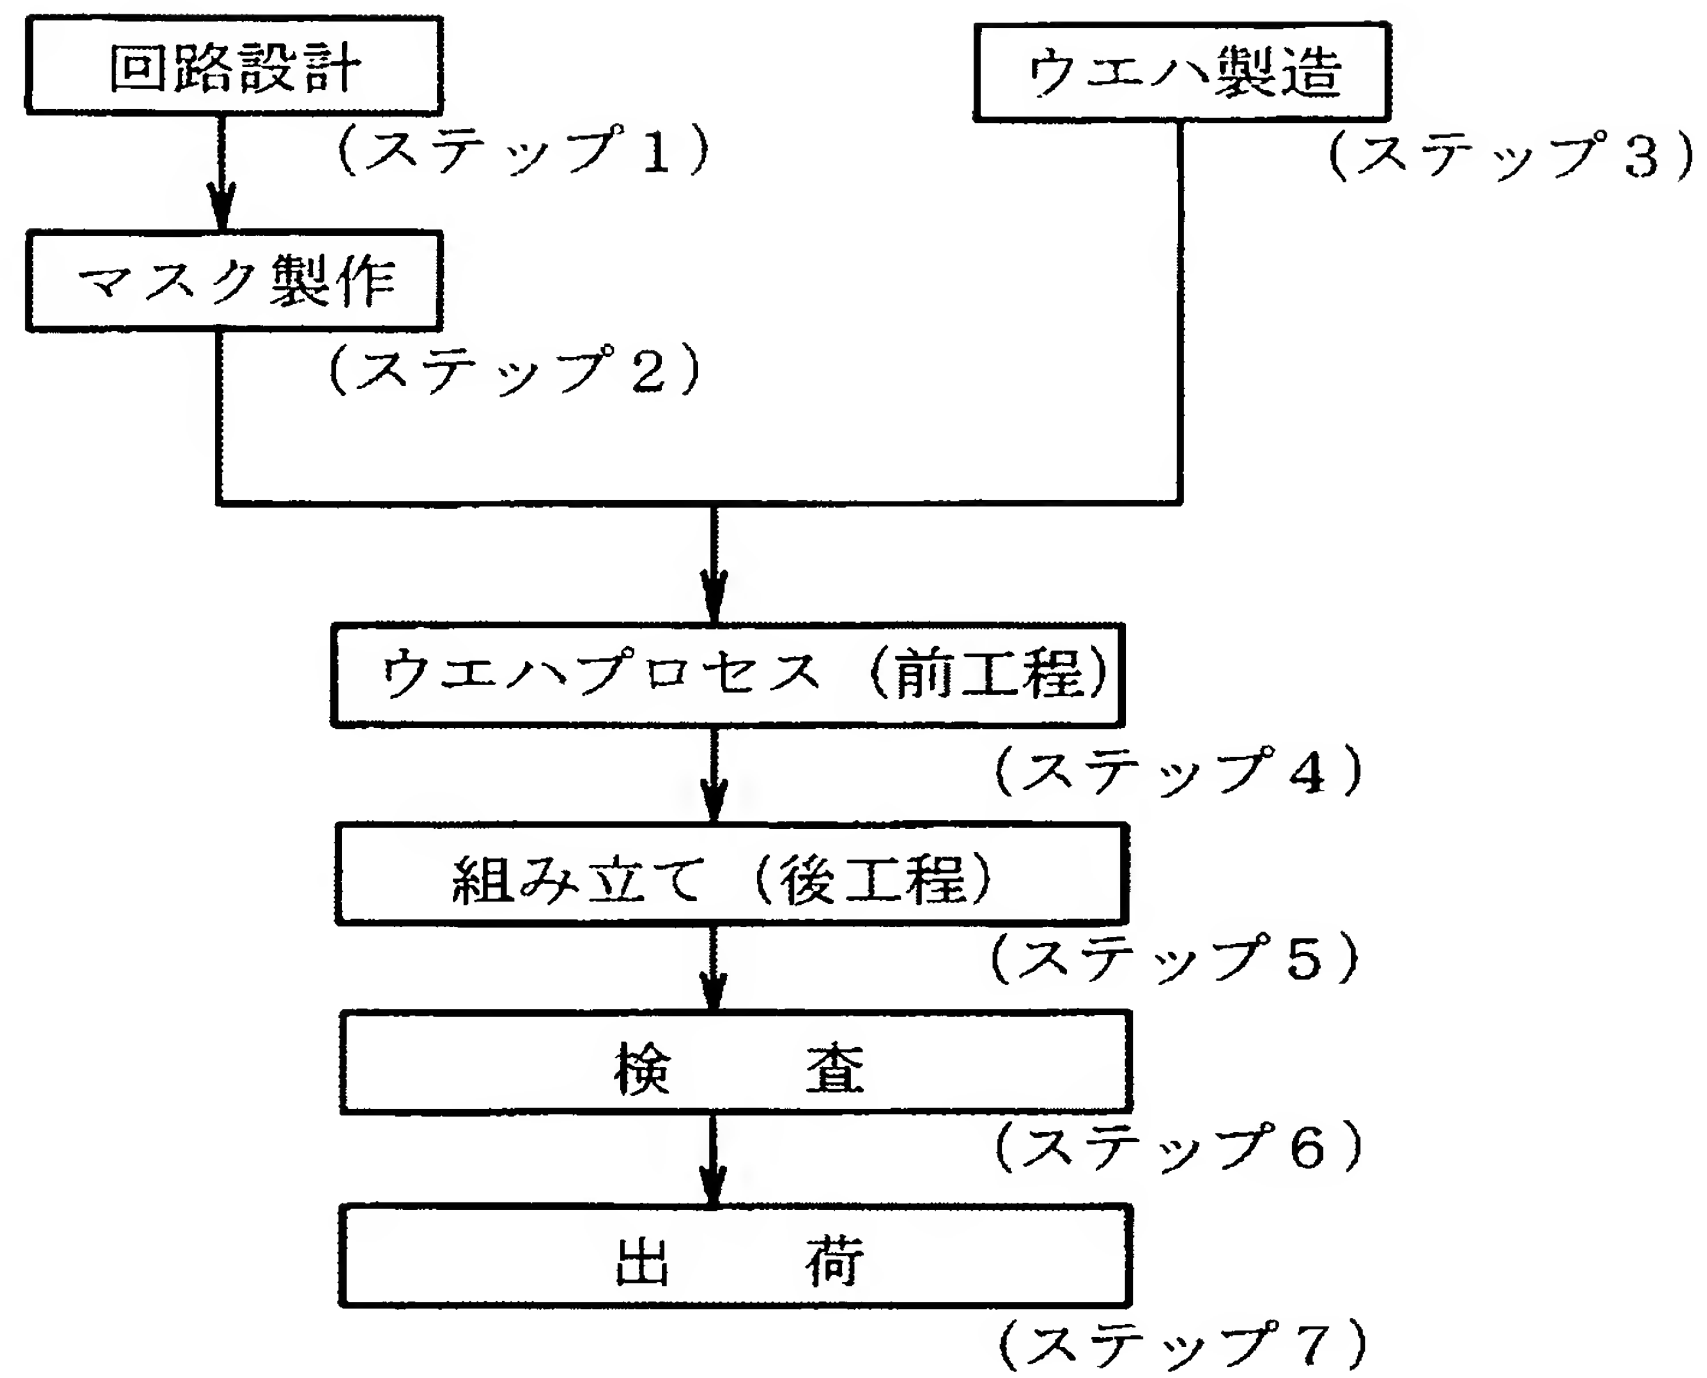 回路設計
(ステップ1)
ウエハ製造
(ステップ3)
マスク製作
(ステップ2)
ウエハプロセス(前工程)
(ステップ4)
組み立て(後工程)
(ステップ5)
検　　査
(ステップ6)
出　　荷
(ステップ7)